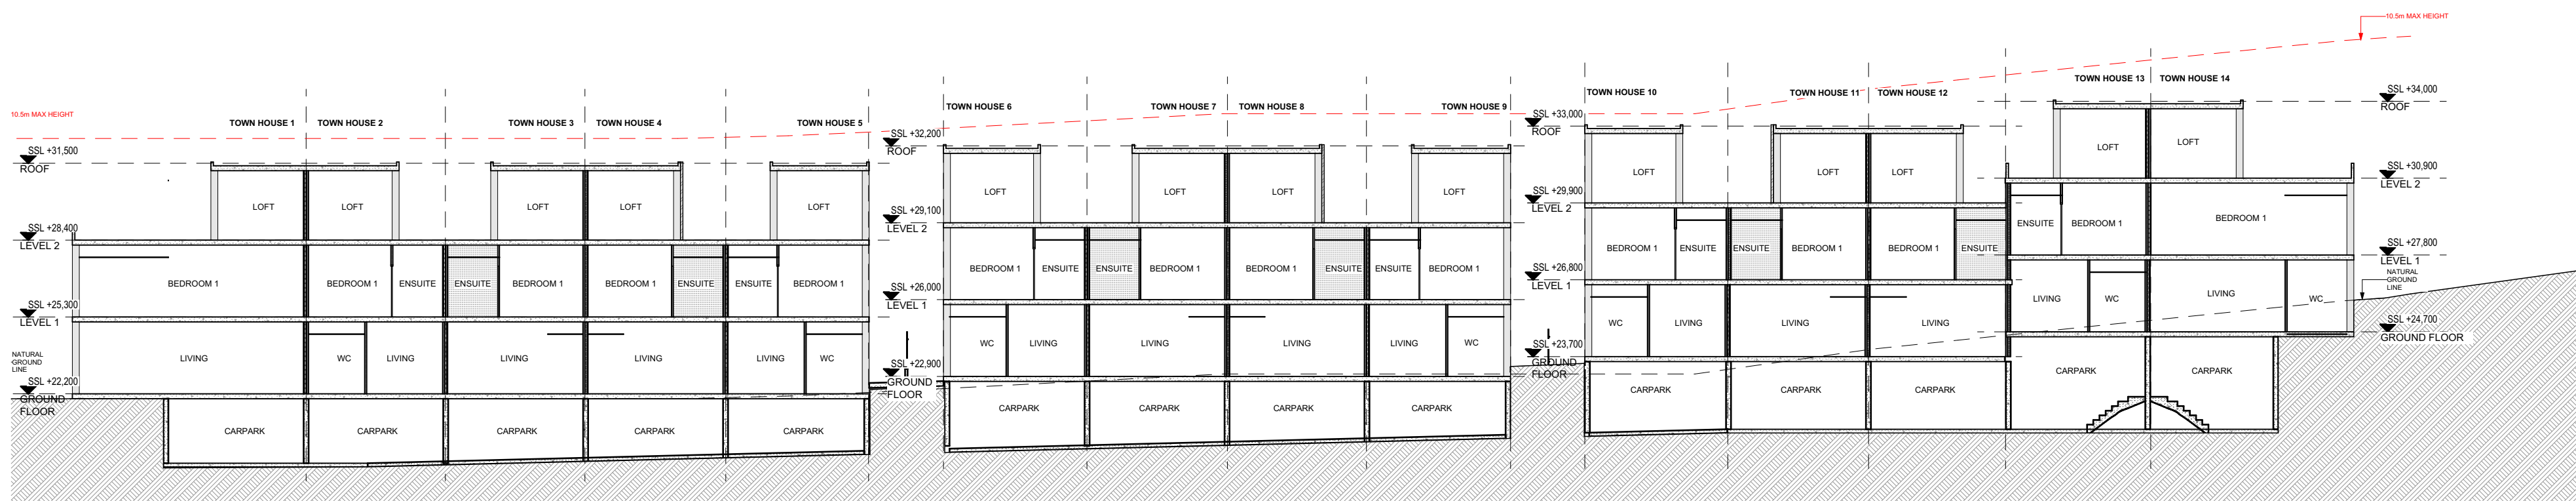 10.5m MAX HEIGHT
TOWN HOUSE 1
TOWN HOUSE 2
TOWN HOUSE 3
TOWN HOUSE 4
TOWN HOUSE 5
SSL +31,500
ROOF
LOFT
LOFT
LOFT
LOFT
LOFT
SSL +28,400
LEVEL 2
BEDROOM 1
BEDROOM 1
ENSUITE
ENSUITE
BEDROOM 1
BEDROOM 1
ENSUITE
ENSUITE
BEDROOM 1
SSL +25,300
LEVEL 1
LIVING
WC
LIVING
LIVING
LIVING
LIVING
WC
NATURAL
GROUND
LINE
SSL +22,200
GROUND
FLOOR
CARPARK
CARPARK
CARPARK
CARPARK
CARPARK
TOWN HOUSE 6
TOWN HOUSE 7
TOWN HOUSE 8
TOWN HOUSE 9
SSL +32,200
ROOF
LOFT
LOFT
LOFT
LOFT
SSL +29,100
LEVEL 2
BEDROOM 1
ENSUITE
ENSUITE
BEDROOM 1
BEDROOM 1
ENSUITE
ENSUITE
BEDROOM 1
SSL +26,000
LEVEL 1
WC
LIVING
LIVING
LIVING
LIVING
WC
SSL +22,900
GROUND
FLOOR
CARPARK
CARPARK
CARPARK
CARPARK
10.5m MAX HEIGHT
TOWN HOUSE 10
TOWN HOUSE 11
TOWN HOUSE 12
TOWN HOUSE 13
TOWN HOUSE 14
SSL +33,000
ROOF
LOFT
LOFT
LOFT
LOFT
LOFT
SSL +34,000
ROOF
SSL +29,900
LEVEL 2
BEDROOM 1
ENSUITE
ENSUITE
BEDROOM 1
BEDROOM 1
ENSUITE
ENSUITE
BEDROOM 1
BEDROOM 1
SSL +30,900
LEVEL 2
SSL +26,800
LEVEL 1
WC
LIVING
LIVING
LIVING
LIVING
WC
LIVING
WC
SSL +27,800
LEVEL 1
NATURAL
GROUND
LINE
SSL +23,700
GROUND
FLOOR
SSL +24,700
GROUND FLOOR
CARPARK
CARPARK
CARPARK
CARPARK
CARPARK